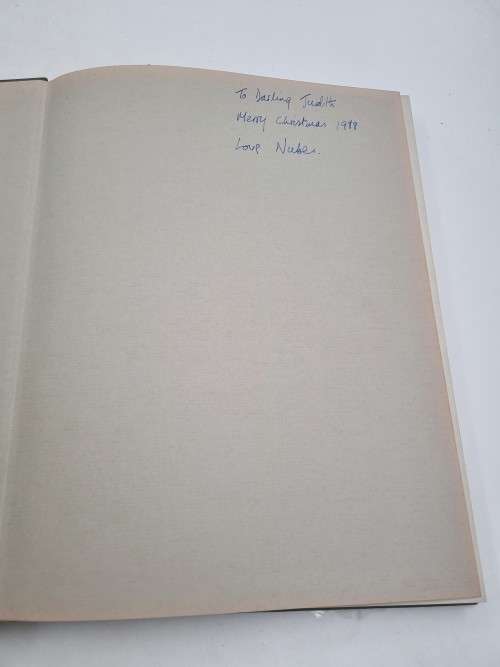 To Darling Judith
Merry Christmas 1988
Love